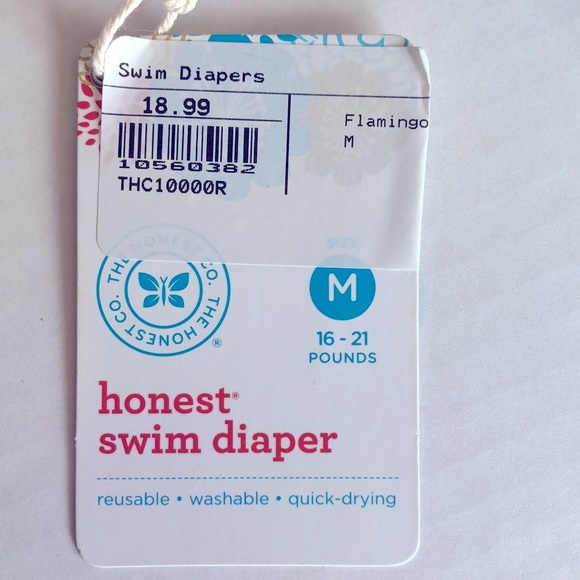 Swim Diapers
18.99
Flamingo
M
10560382
THC10000R
THE HONEST CO. THE HONEST CO.
®
SIZE
M
16 - 21
POUNDS
honest®
swim diaper
reusable • washable • quick-drying